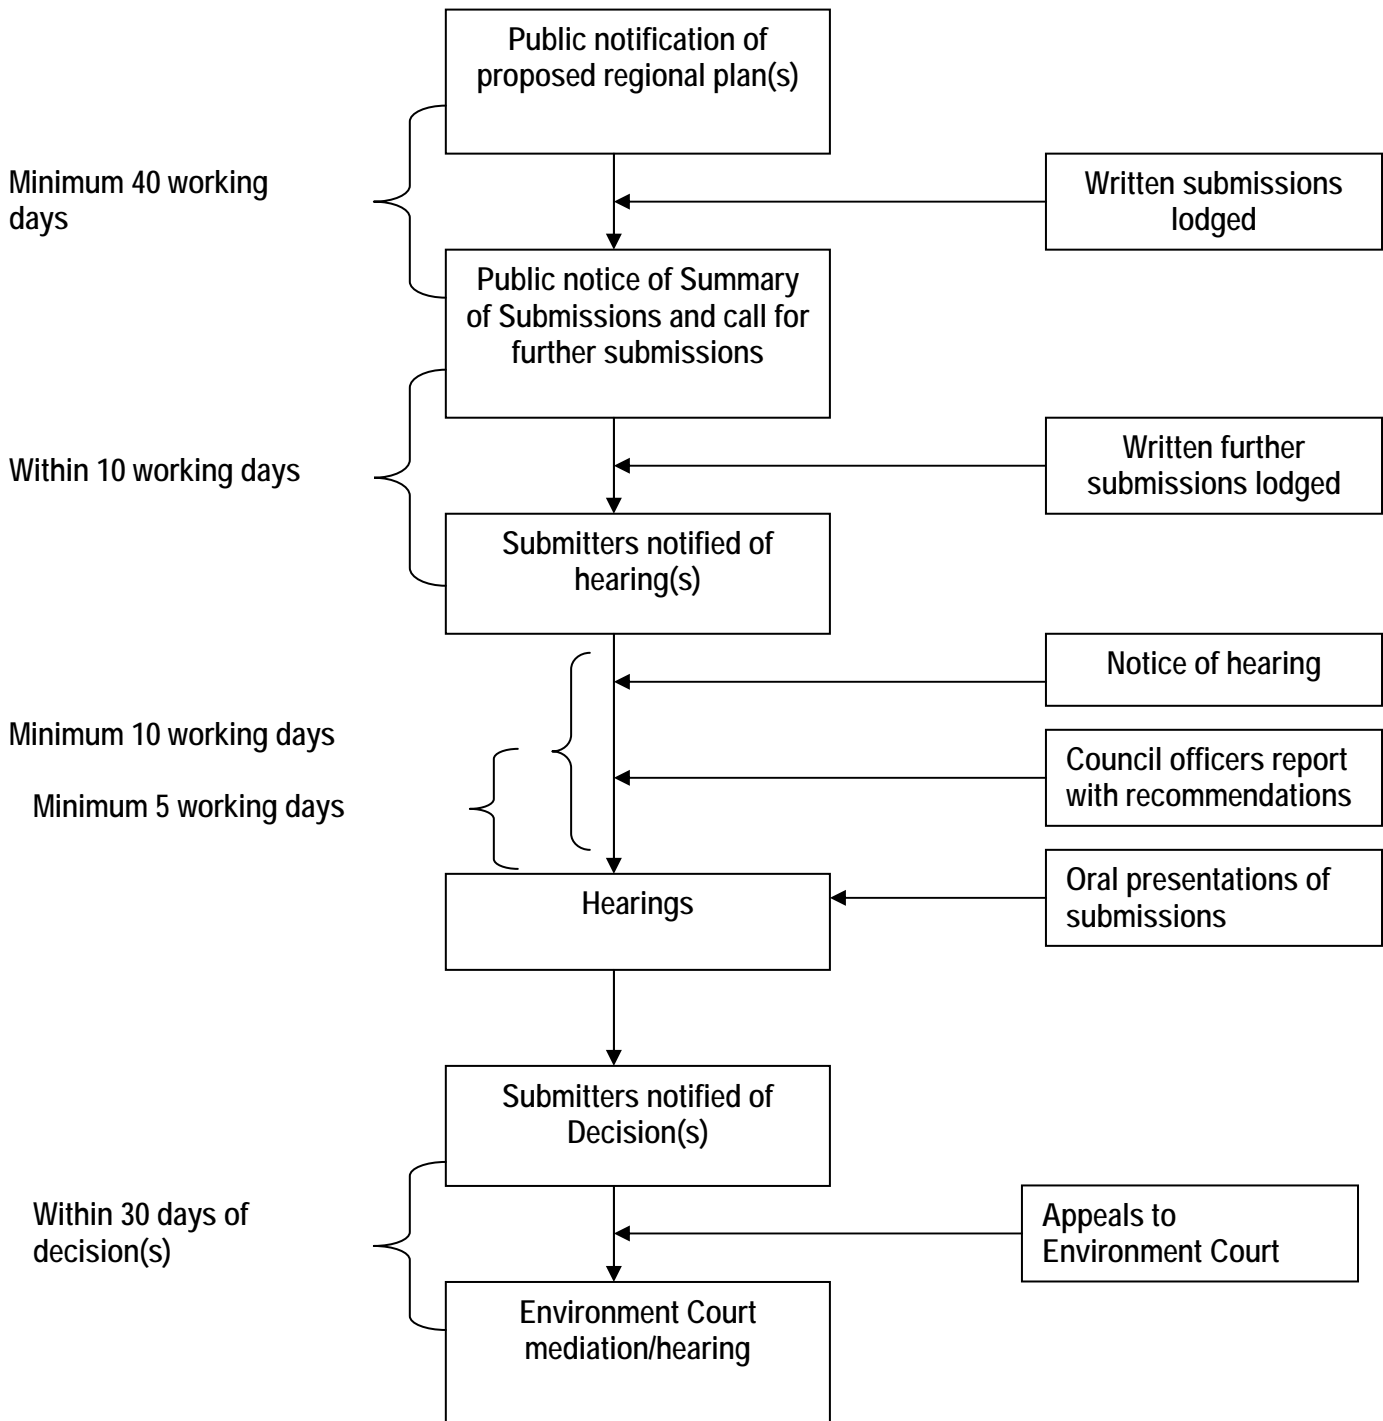 Public notification of
proposed regional plan(s)
Minimum 40 working
days
Written submissions
lodged
Public notice of Summary
of Submissions and call for
further submissions
Within 10 working days
Written further
submissions lodged
Submitters notified of
hearing(s)
Notice of hearing
Minimum 10 working days
Council officers report
with recommendations
Minimum 5 working days
Hearings
Oral presentations of
submissions
Submitters notified of
Decision(s)
Within 30 days of
decision(s)
Appeals to
Environment Court
Environment Court
mediation/hearing